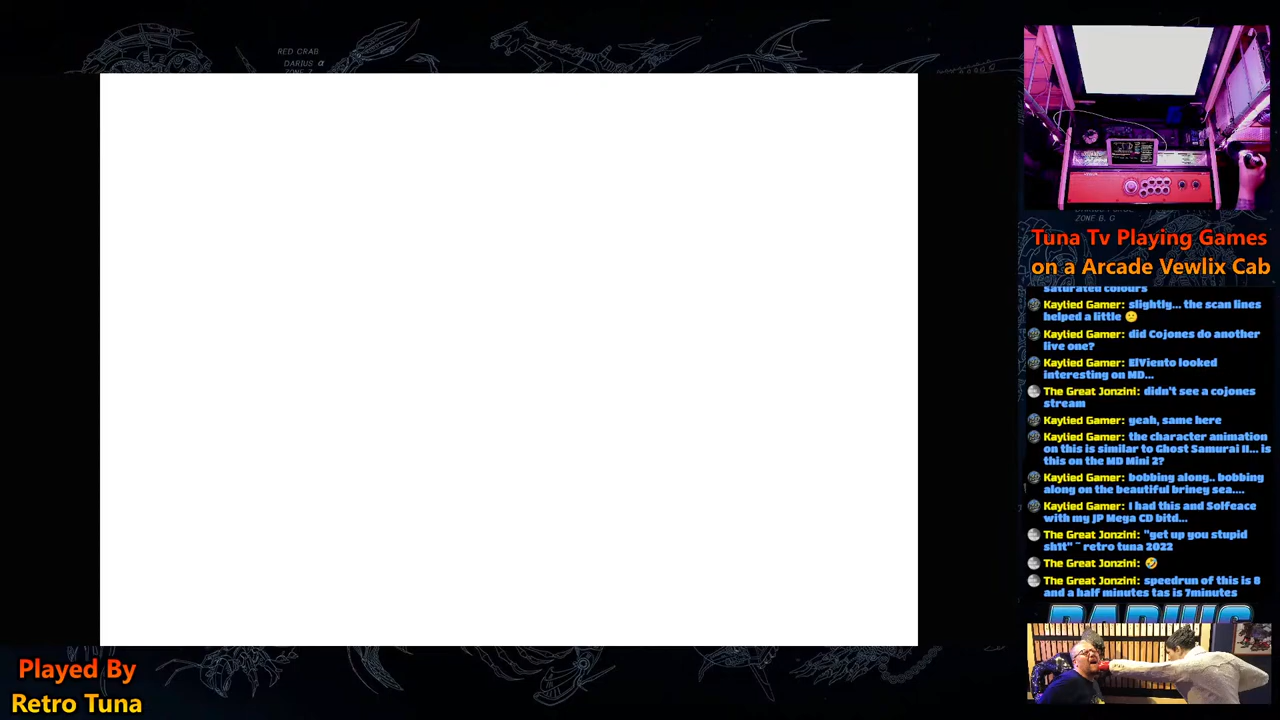 RED CRAB
DARIUS α
ZONE Z
ZONE B, G
Tuna Tv Playing Games
on a Arcade Vewlix Cab
saturated colours
Kaylied Gamer: slightly... the scan lines
helped a little 🙁
Kaylied Gamer: did Cojones do another
live one?
Kaylied Gamer: ElViento looked
interesting on MD...
The Great Jonzini: didn't see a cojones
stream
Kaylied Gamer: yeah, same here
Kaylied Gamer: the character animation
on this is similar to Ghost Samurai II... is
this on the MD Mini 2?
Kaylied Gamer: bobbing along.. bobbing
along on the beautiful briney sea....
Kaylied Gamer: I had this and Solfeace
with my JP Mega CD bitd...
The Great Jonzini: "get up you stupid
sh1t" ~ retro tuna 2022
The Great Jonzini: 🤣
The Great Jonzini: speedrun of this is 8
and a half minutes tas is 7minutes
DARIUS
Played By
Retro Tuna